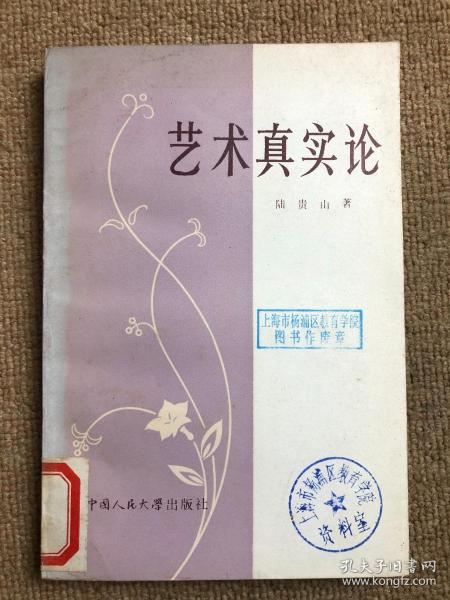 艺术真实论
陆贵山著
上海市杨浦区教育学院
图书作废章
上海市杨浦区教育学院
资料室
中国人民大學出版社
孔夫子旧书网
www.kongfz.com